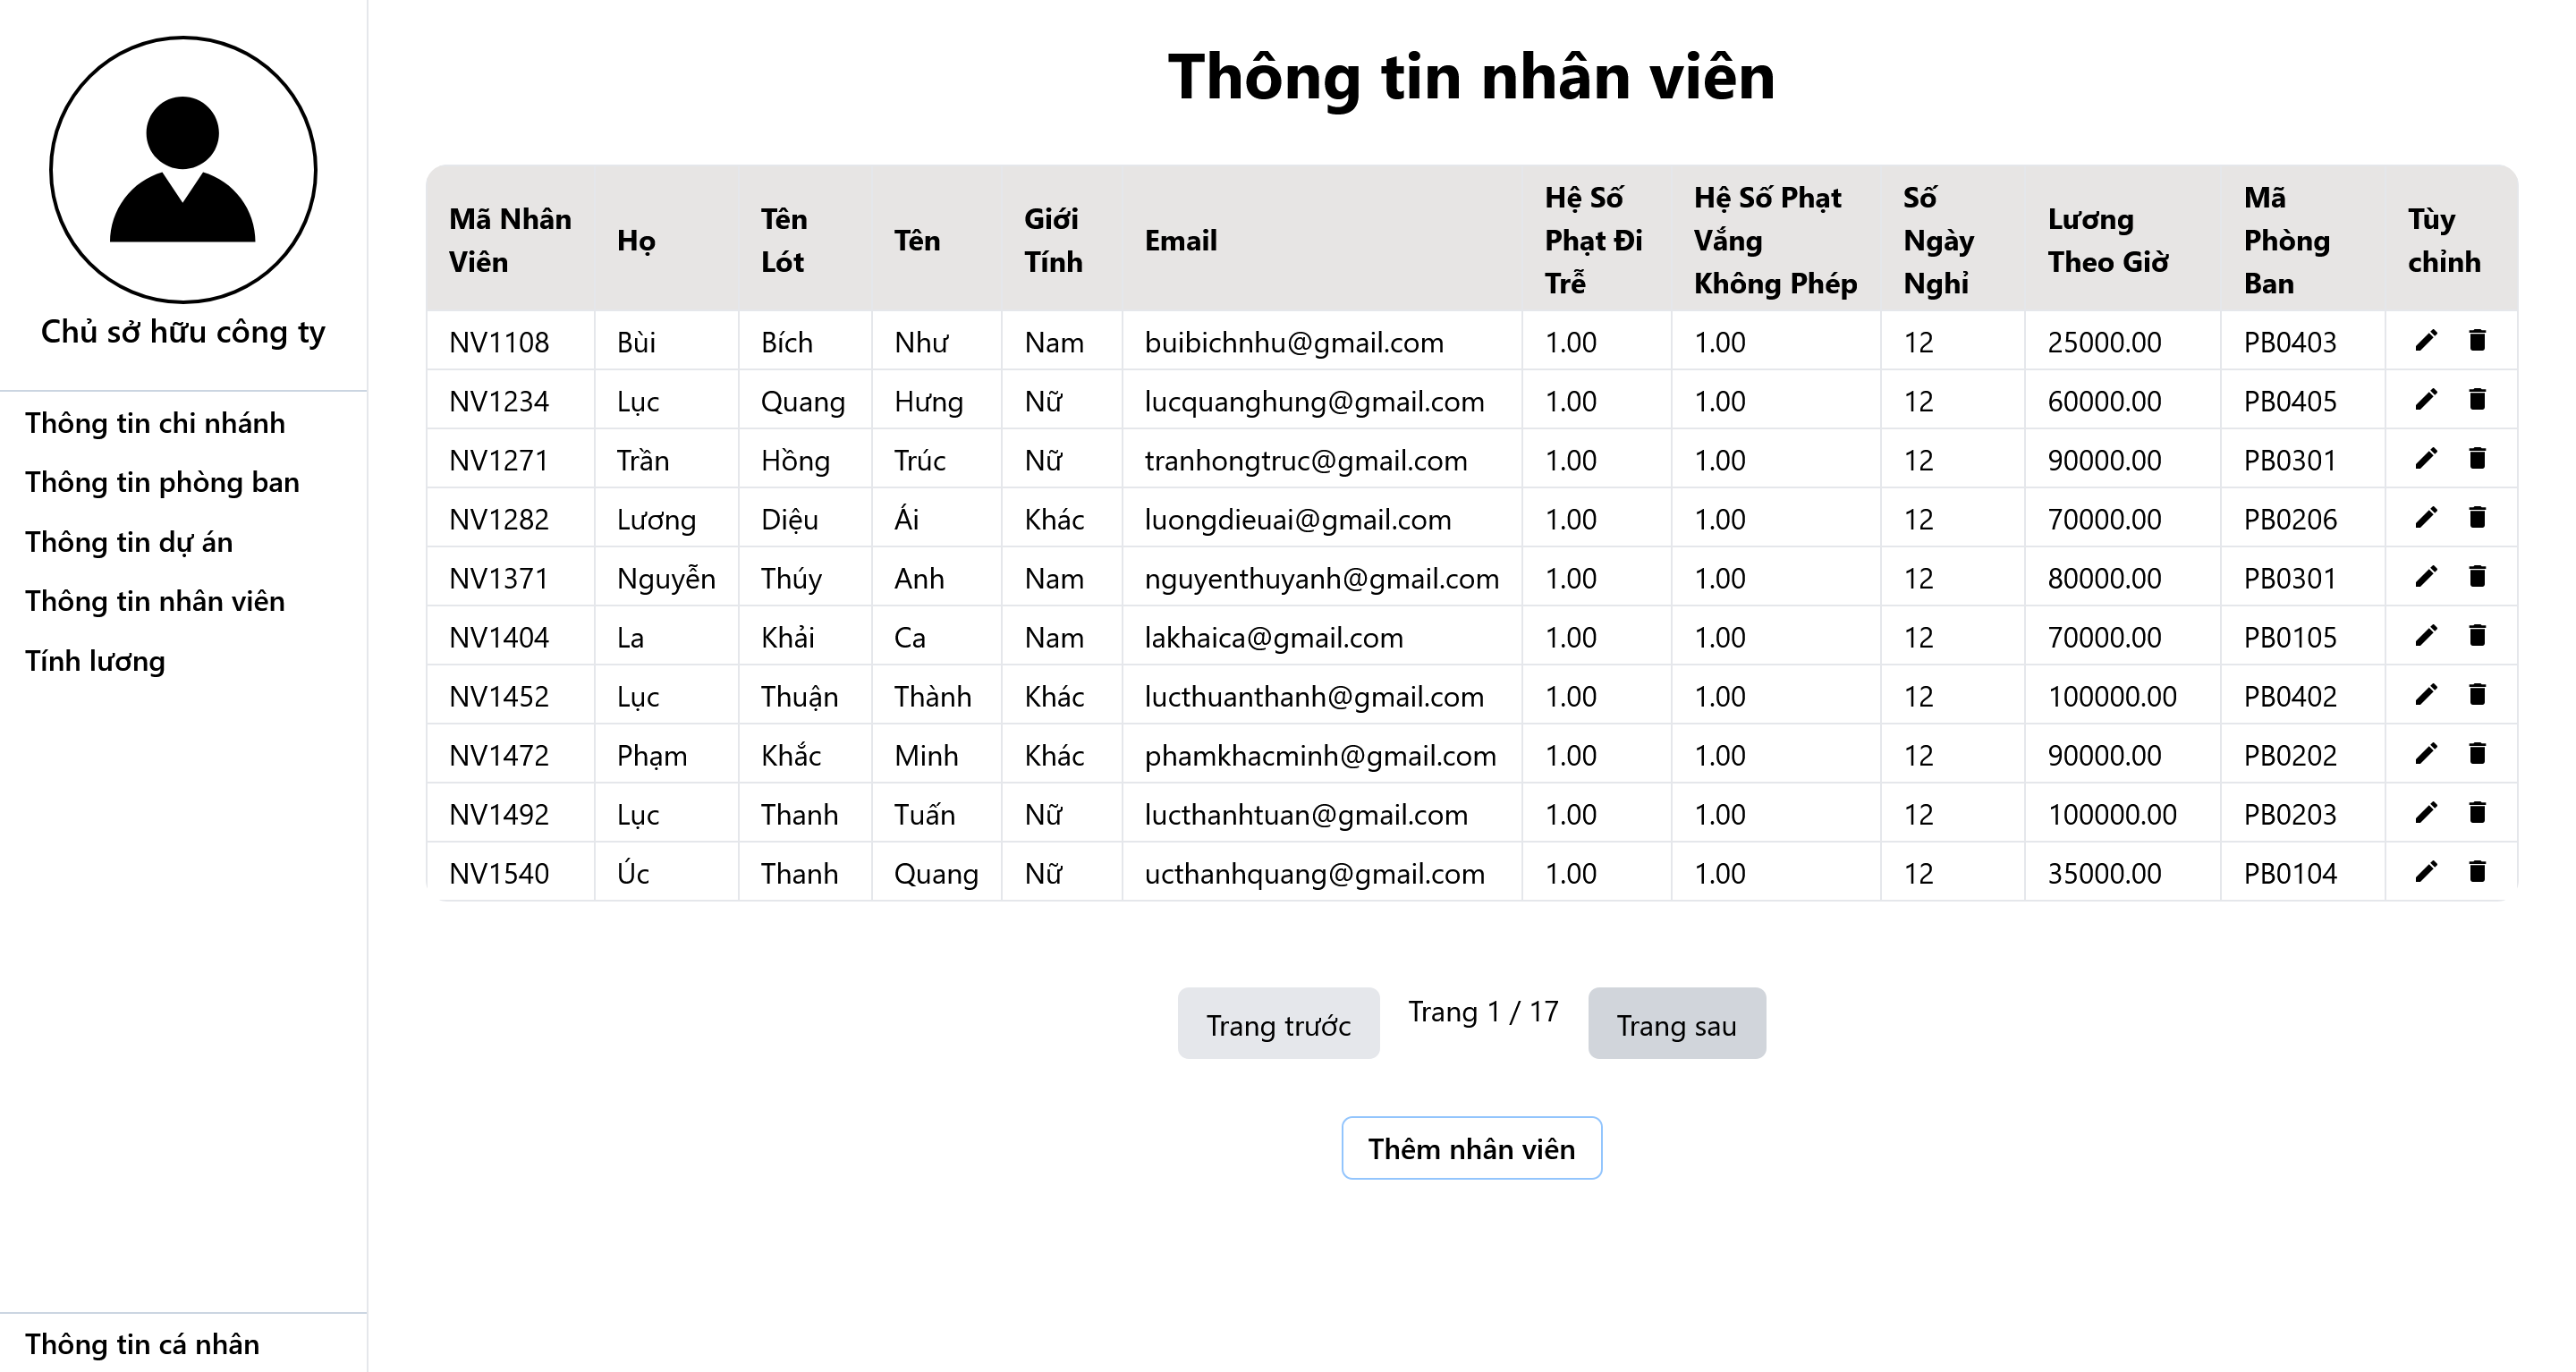 Chủ sở hữu công ty
Thông tin chi nhánh
Thông tin phòng ban
Thông tin dự án
Thông tin nhân viên
Tính lương
Thông tin cá nhân
Thông tin nhân viên
Mã Nhân Viên Họ Tên Lót Tên Giới Tính Email Hệ Số Phạt Đi Trễ Hệ Số Phạt Vắng Không Phép Số Ngày Nghỉ Lương Theo Giờ Mã Phòng Ban Tùy chỉnh
NV1108 Bùi Bích Như Nam buibichnhu@gmail.com 1.00 1.00 12 25000.00 PB0403
NV1234 Lục Quang Hưng Nữ lucquanghung@gmail.com 1.00 1.00 12 60000.00 PB0405
NV1271 Trần Hồng Trúc Nữ tranhongtruc@gmail.com 1.00 1.00 12 90000.00 PB0301
NV1282 Lương Diệu Ái Khác luongdieuai@gmail.com 1.00 1.00 12 70000.00 PB0206
NV1371 Nguyễn Thúy Anh Nam nguyenthuyanh@gmail.com 1.00 1.00 12 80000.00 PB0301
NV1404 La Khải Ca Nam lakhaica@gmail.com 1.00 1.00 12 70000.00 PB0105
NV1452 Lục Thuận Thành Khác lucthuanthanh@gmail.com 1.00 1.00 12 100000.00 PB0402
NV1472 Phạm Khắc Minh Khác phamkhacminh@gmail.com 1.00 1.00 12 90000.00 PB0202
NV1492 Lục Thanh Tuấn Nữ lucthanhtuan@gmail.com 1.00 1.00 12 100000.00 PB0203
NV1540 Úc Thanh Quang Nữ ucthanhquang@gmail.com 1.00 1.00 12 35000.00 PB0104
Trang trước Trang 1 / 17 Trang sau
Thêm nhân viên